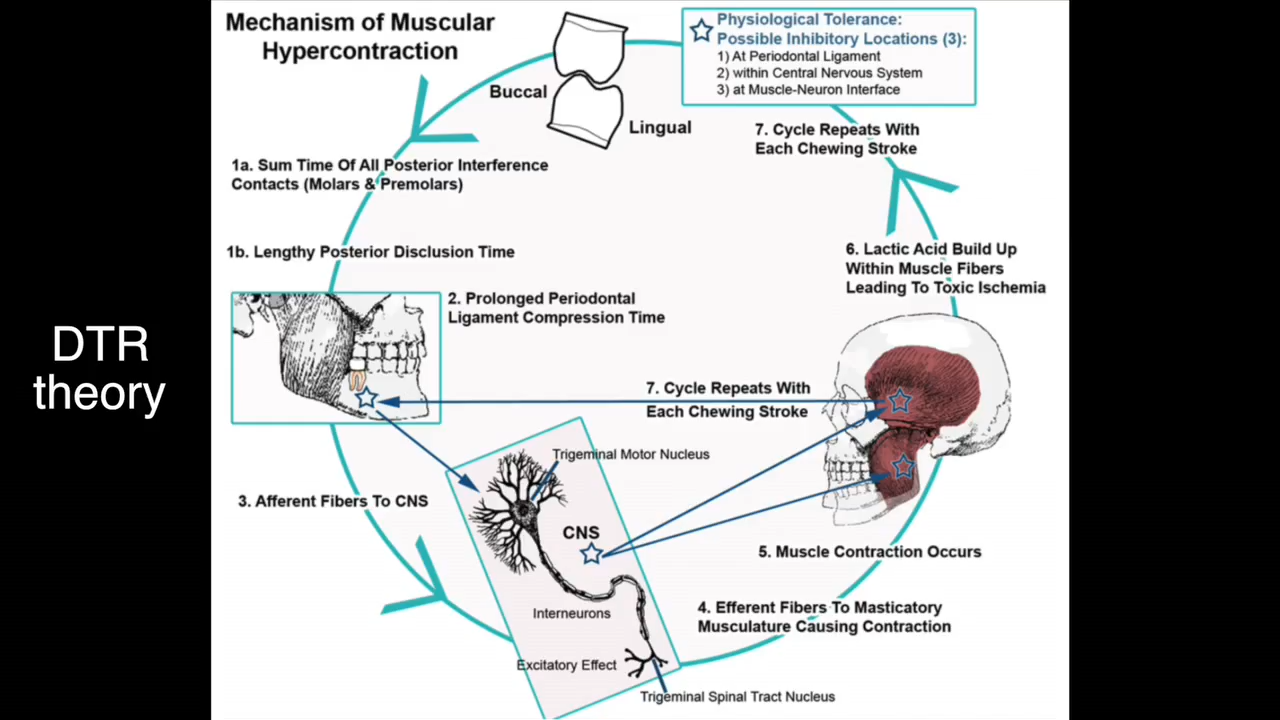 Mechanism of Muscular
Hypercontraction
Physiological Tolerance:
Possible Inhibitory Locations (3):
1) At Periodontal Ligament
2) within Central Nervous System
3) at Muscle-Neuron Interface
Buccal
Lingual
7. Cycle Repeats With
Each Chewing Stroke
1a. Sum Time Of All Posterior Interference
Contacts (Molars & Premolars)
1b. Lengthy Posterior Disclusion Time
6. Lactic Acid Build Up
Within Muscle Fibers
Leading To Toxic Ischemia
2. Prolonged Periodontal
Ligament Compression Time
DTR
theory
7. Cycle Repeats With
Each Chewing Stroke
Trigeminal Motor Nucleus
3. Afferent Fibers To CNS
CNS
5. Muscle Contraction Occurs
Interneurons
4. Efferent Fibers To Masticatory
Musculature Causing Contraction
Excitatory Effect
Trigeminal Spinal Tract Nucleus